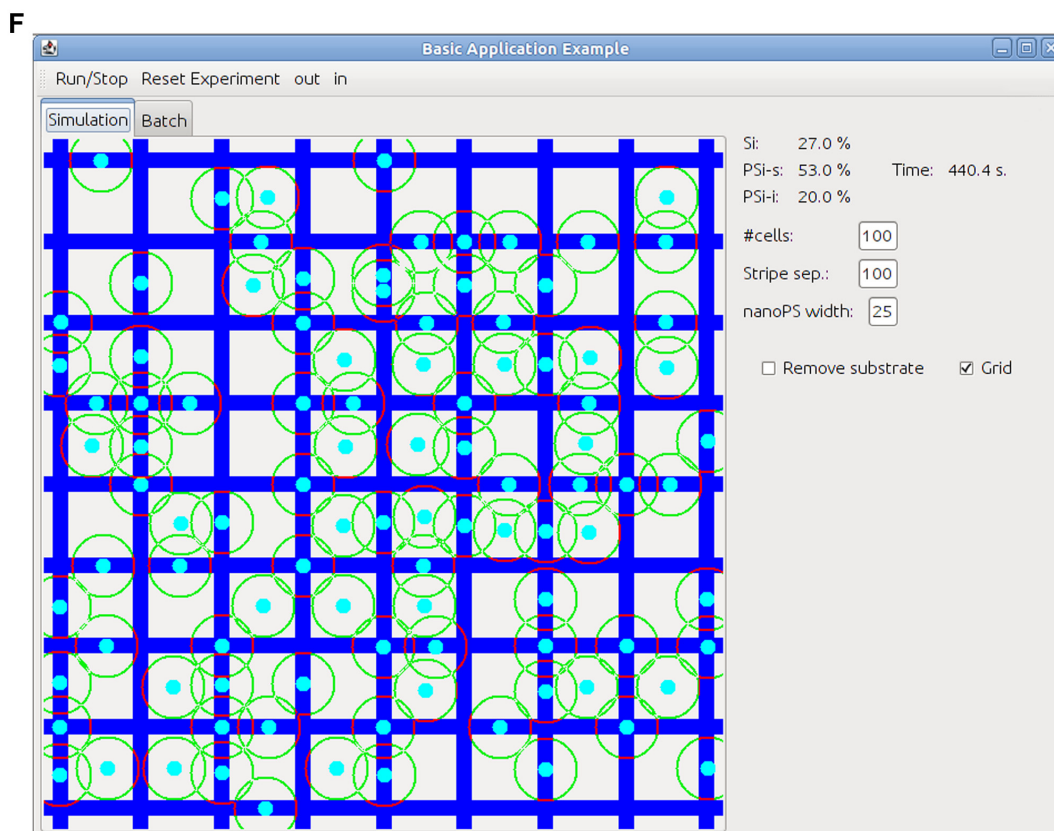 F
Basic Application Example
Run/Stop Reset Experiment out in
Simulation Batch
Si: 27.0 %
PSi-s: 53.0 % Time: 440.4 s.
PSi-i: 20.0 %
#cells: 100
Stripe sep.: 100
nanoPS width: 25
Remove substrate Grid